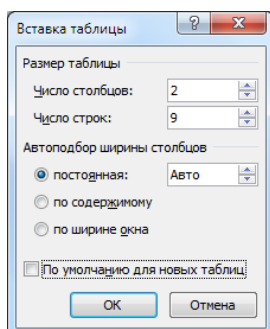 Вставка таблицы
Размер таблицы
Число столбцов: 2
Число строк: 9
Автоподбор ширины столбцов
постоянная: Авто
по содержимому
по ширине окна
По умолчанию для новых таблиц
ОК Отмена